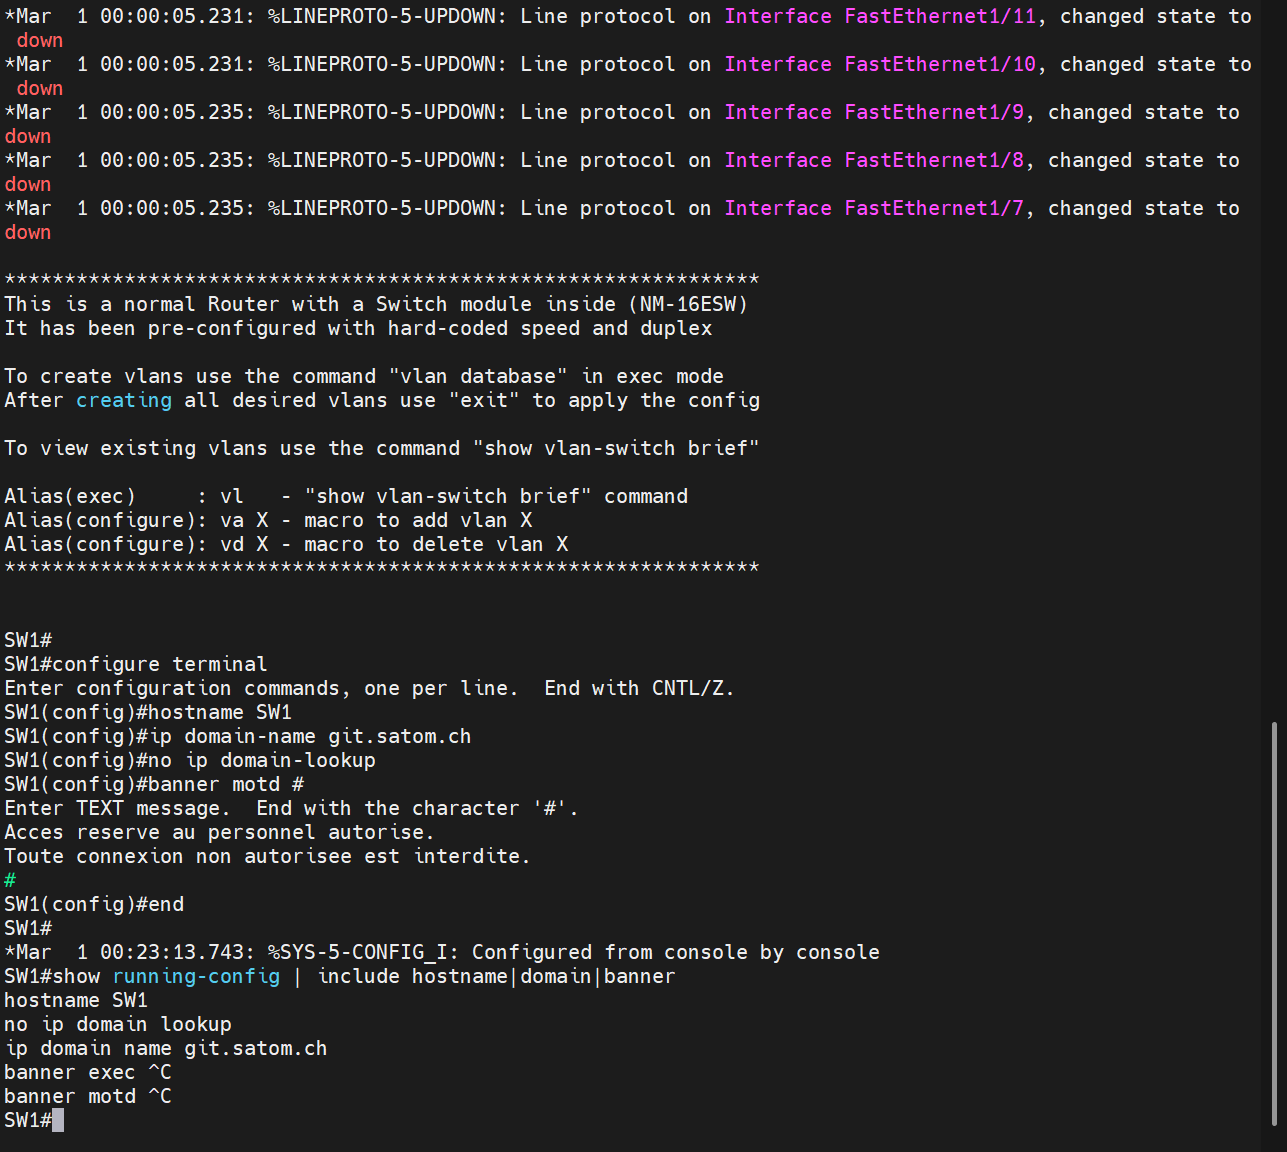 *Mar  1 00:00:05.231: %LINEPROTO-5-UPDOWN: Line protocol on Interface FastEthernet1/11, changed state to
 down
*Mar  1 00:00:05.231: %LINEPROTO-5-UPDOWN: Line protocol on Interface FastEthernet1/10, changed state to
 down
*Mar  1 00:00:05.235: %LINEPROTO-5-UPDOWN: Line protocol on Interface FastEthernet1/9, changed state to
down
*Mar  1 00:00:05.235: %LINEPROTO-5-UPDOWN: Line protocol on Interface FastEthernet1/8, changed state to
down
*Mar  1 00:00:05.235: %LINEPROTO-5-UPDOWN: Line protocol on Interface FastEthernet1/7, changed state to
down

***************************************************************
This is a normal Router with a Switch module inside (NM-16ESW)
It has been pre-configured with hard-coded speed and duplex

To create vlans use the command "vlan database" in exec mode
After creating all desired vlans use "exit" to apply the config

To view existing vlans use the command "show vlan-switch brief"

Alias(exec)     : vl   - "show vlan-switch brief" command
Alias(configure): va X - macro to add vlan X
Alias(configure): vd X - macro to delete vlan X
***************************************************************


SW1#
SW1#configure terminal
Enter configuration commands, one per line.  End with CNTL/Z.
SW1(config)#hostname SW1
SW1(config)#ip domain-name git.satom.ch
SW1(config)#no ip domain-lookup
SW1(config)#banner motd #
Enter TEXT message.  End with the character '#'.
Acces reserve au personnel autorise.
Toute connexion non autorisee est interdite.
#
SW1(config)#end
SW1#
*Mar  1 00:23:13.743: %SYS-5-CONFIG_I: Configured from console by console
SW1#show running-config | include hostname|domain|banner
hostname SW1
no ip domain lookup
ip domain name git.satom.ch
banner exec ^C
banner motd ^C
SW1#